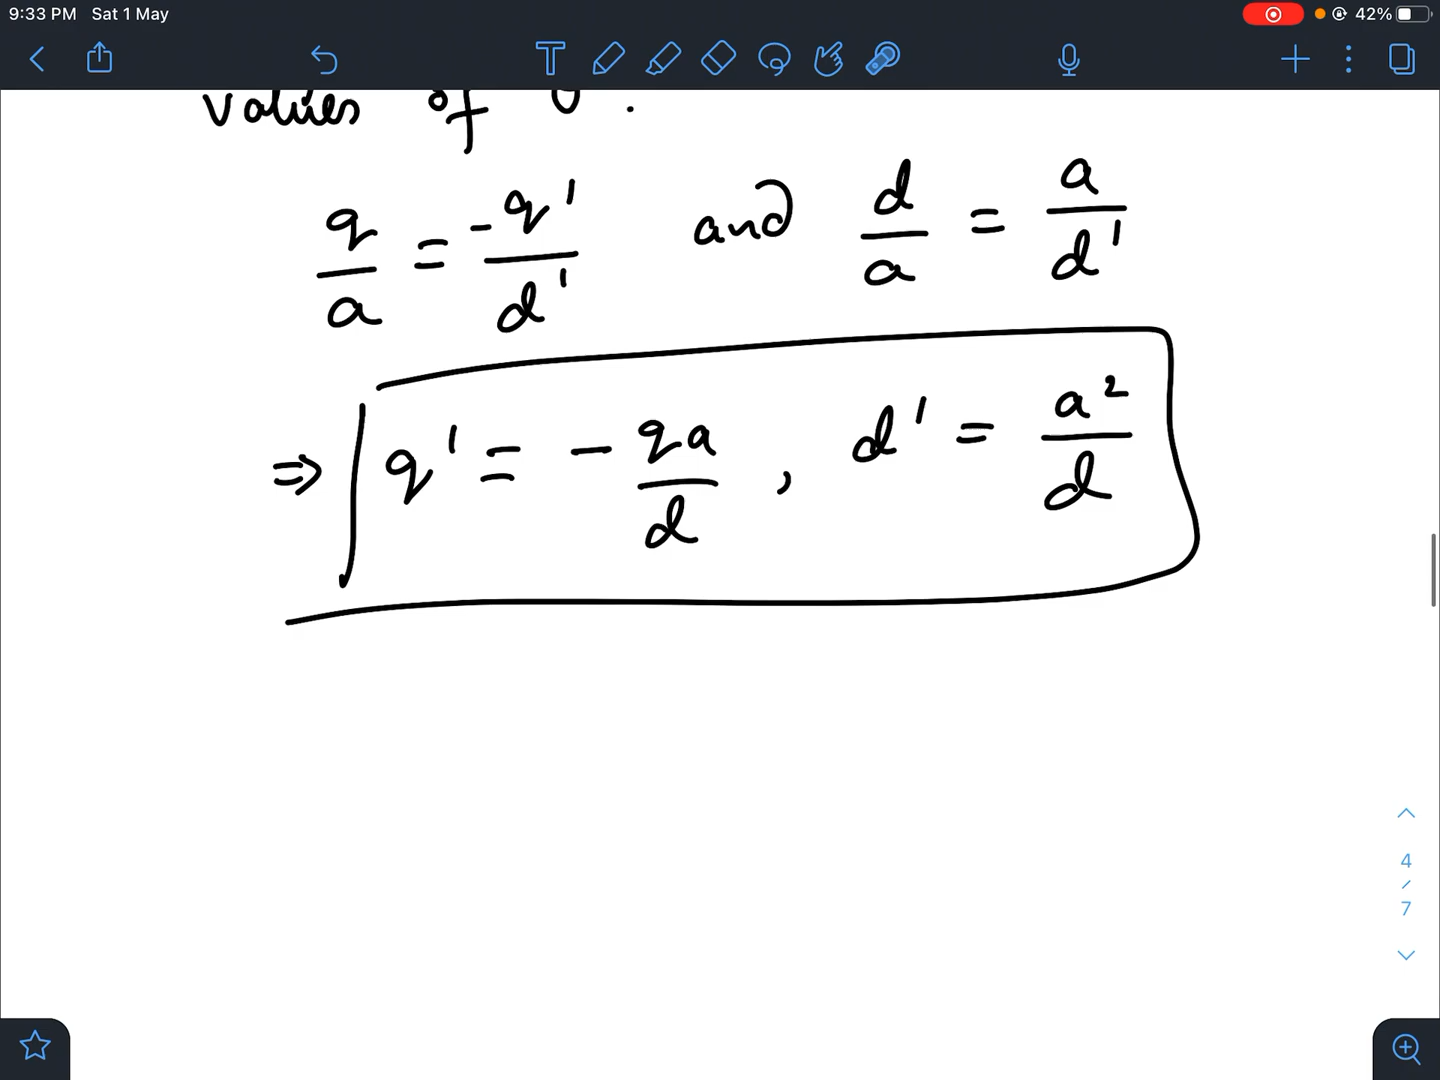 9:33 PM Sat 1 May 42%
values of
q/a = -q'/d' and d/a = a/d'
⇒ q' = - qa/d , d' = a²/d
4
/
7